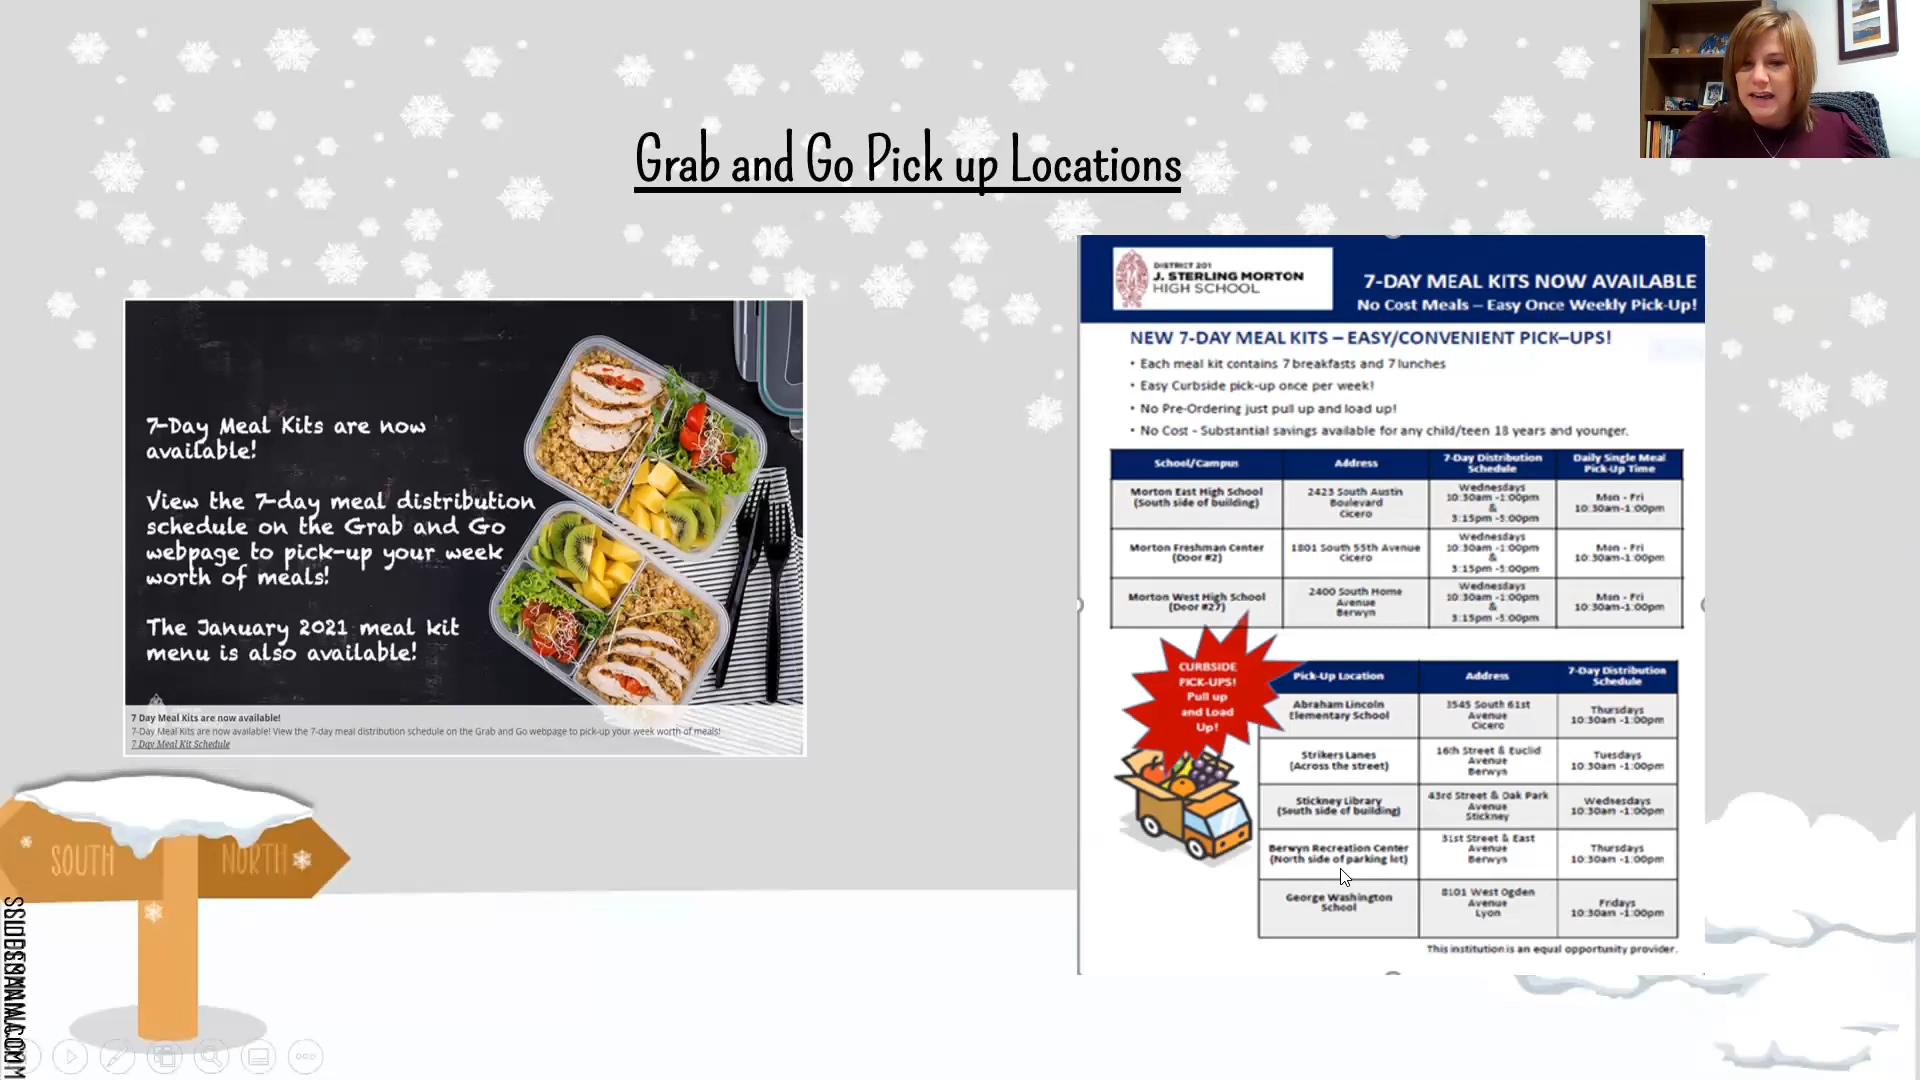 Grab and Go Pick up Locations
7-Day Meal Kits are now
available!
View the 7-day meal distribution
schedule on the Grab and Go
webpage to pick-up your week
worth of meals!
The January 2021 meal kit
menu is also available!
7 Day Meal Kits are now available!
7-Day Meal Kits are now available! View the 7-day meal distribution schedule on the Grab and Go webpage to pick-up your week worth of meals!
7 Day Meal Kit Schedule
DISTRICT 201
J. STERLING MORTON
HIGH SCHOOL
7-DAY MEAL KITS NOW AVAILABLE
No Cost Meals – Easy Once Weekly Pick-Up!
NEW 7-DAY MEAL KITS – EASY/CONVENIENT PICK–UPS!
• Each meal kit contains 7 breakfasts and 7 lunches
• Easy Curbside pick-up once per week!
• No Pre-Ordering just pull up and load up!
• No Cost - Substantial savings available for any child/teen 18 years and younger.
School/Campus
Address
7-Day Distribution
Schedule
Daily Single Meal
Pick-Up Time
Morton East High School
(South side of building)
2423 South Austin
Boulevard
Cicero
Wednesdays
10:30am -1:00pm
&
3:15pm -5:00pm
Mon - Fri
10:30am-1:00pm
Morton Freshman Center
(Door #2)
1801 South 55th Avenue
Cicero
Wednesdays
10:30am -1:00pm
&
3:15pm -5:00pm
Mon - Fri
10:30am-1:00pm
Morton West High School
(Door #27)
2400 South Home
Avenue
Berwyn
Wednesdays
10:30am -1:00pm
&
3:15pm -5:00pm
Mon - Fri
10:30am-1:00pm
CURBSIDE
PICK-UPS!
Pull up
and Load
Up!
Pick-Up Location
Address
7-Day Distribution
Schedule
Abraham Lincoln
Elementary School
3545 South 61st
Avenue
Cicero
Thursdays
10:30am -1:00pm
Strikers Lanes
(Across the street)
16th Street & Euclid
Avenue
Berwyn
Tuesdays
10:30am -1:00pm
Stickney Library
(South side of building)
43rd Street & Oak Park
Avenue
Stickney
Wednesdays
10:30am -1:00pm
Berwyn Recreation Center
(North side of parking lot)
31st Street & East
Avenue
Berwyn
Thursdays
10:30am -1:00pm
George Washington
School
8101 West Ogden
Avenue
Lyon
Fridays
10:30am -1:00pm
This institution is an equal opportunity provider.
SOUTH
NORTH